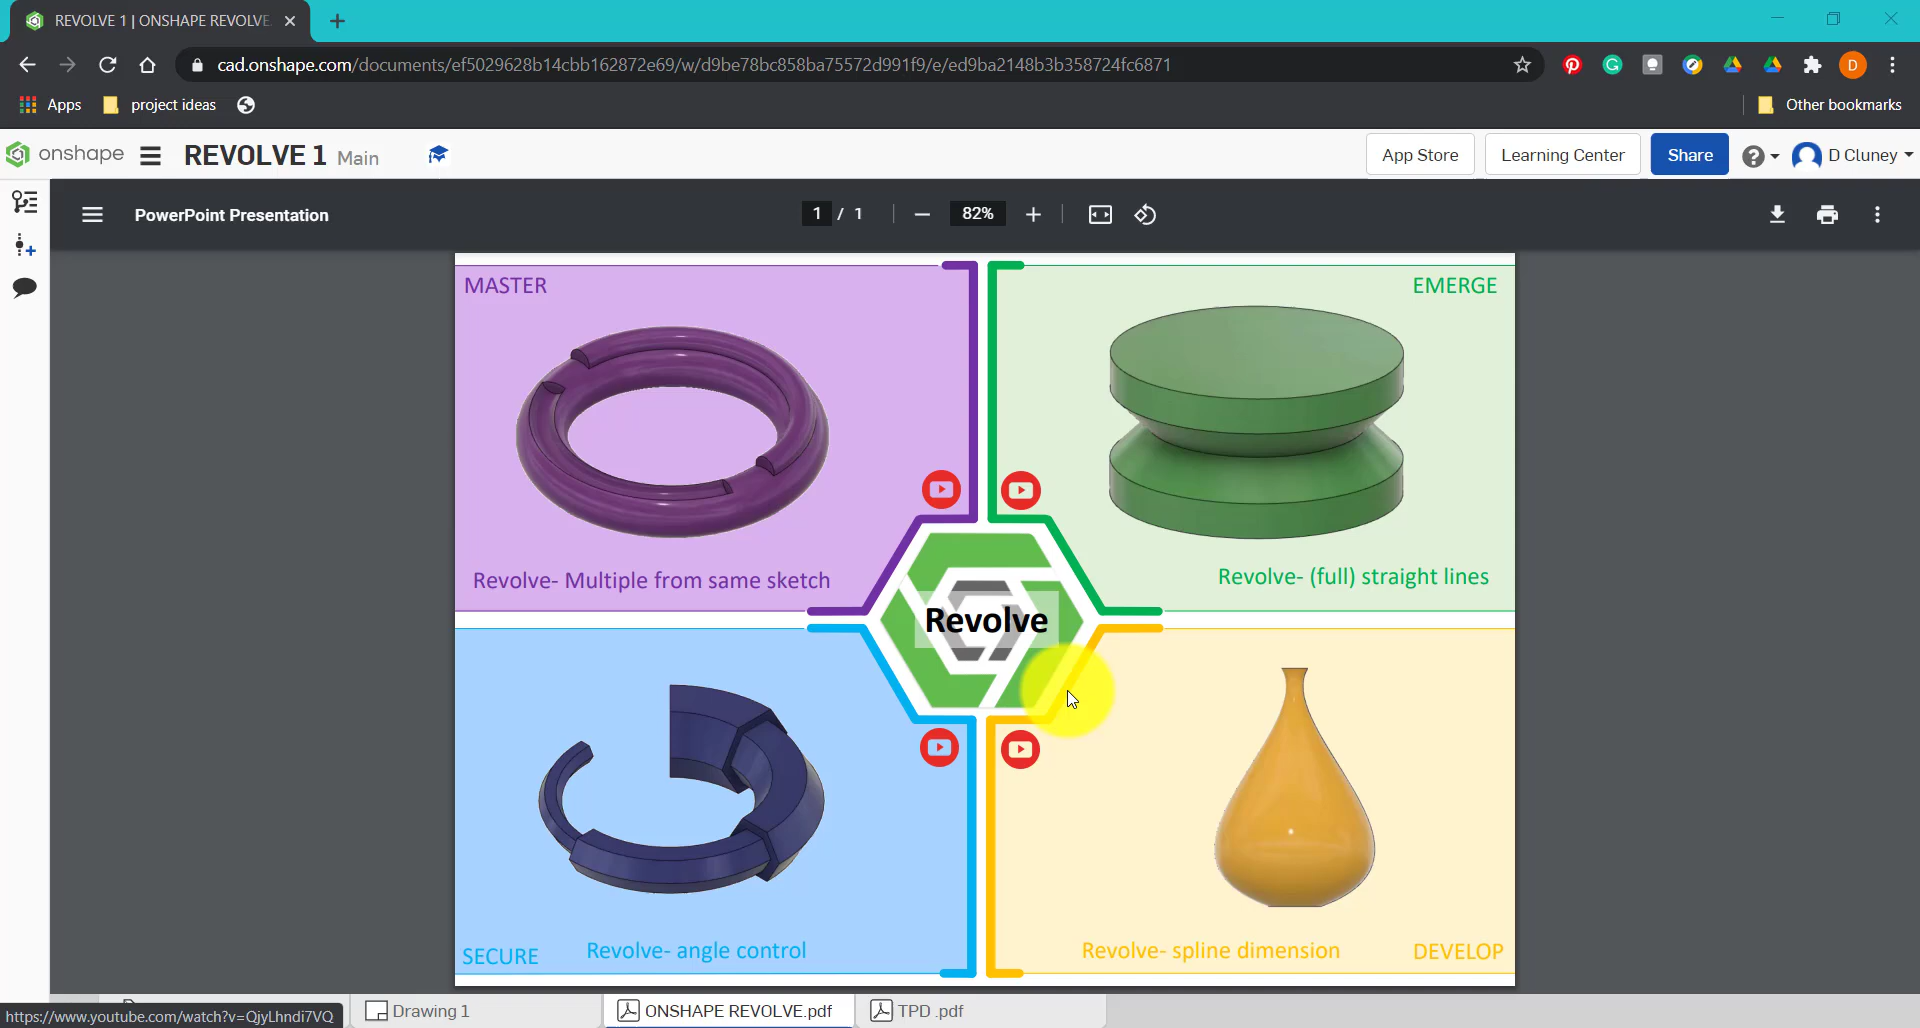 REVOLVE 1 | ONSHAPE REVOLVE
cad.onshape.com/documents/ef5029628b14cbb162872e69/w/d9be78bc858ba75572d991f9/e/ed9ba2148b3b358724fc6871
D
Apps
project ideas
Other bookmarks
onshape
REVOLVE 1 Main
App Store
Learning Center
Share
D Cluney
PowerPoint Presentation
1 / 1
82%
MASTER
EMERGE
Revolve- Multiple from same sketch
Revolve- (full) straight lines
Revolve
SECURE
Revolve- angle control
Revolve- spline dimension
DEVELOP
https://www.youtube.com/watch?v=QjyLhndi7VQ
Drawing 1
ONSHAPE REVOLVE.pdf
TPD .pdf